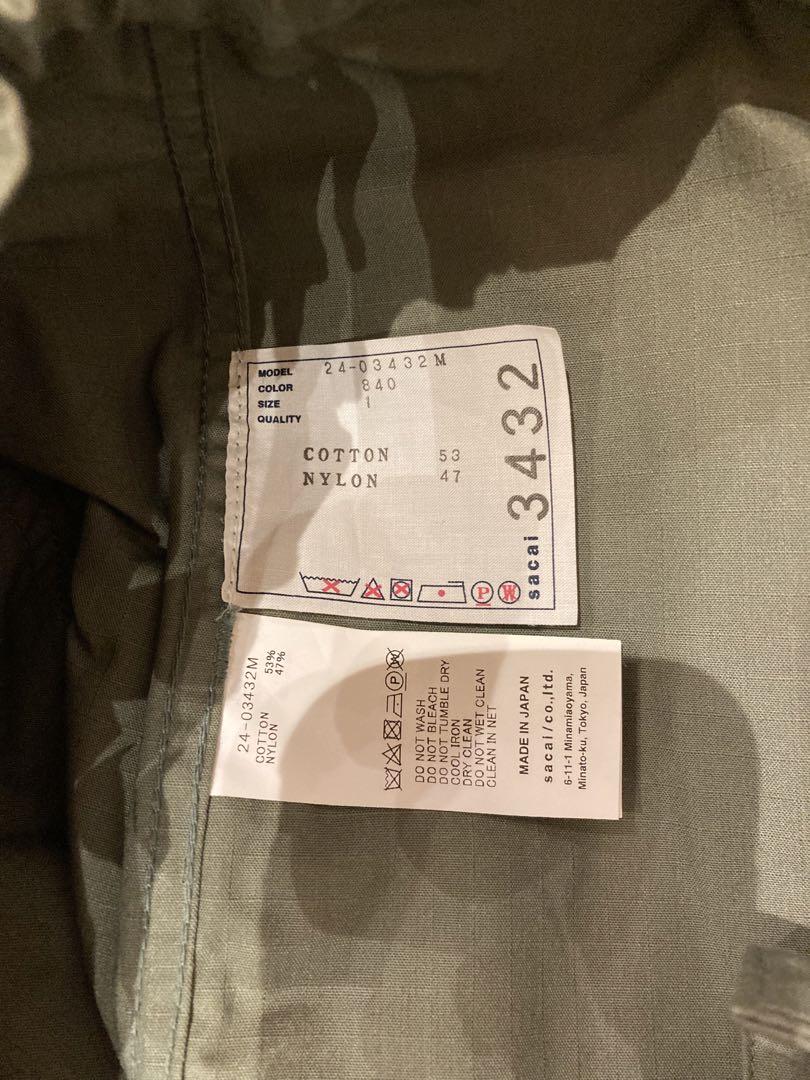 MODEL 24-03432M
COLOR 840
SIZE 1
QUALITY
COTTON 53
NYLON 47
P W
sacai 3432
24-03432M
COTTON 53%
NYLON 47%
P W
DO NOT WASH
DO NOT BLEACH
DO NOT TUMBLE DRY
COOL IRON
DRY CLEAN
DO NOT WET CLEAN
CLEAN IN NET
MADE IN JAPAN
sacai/co.,ltd.
6-11-1 Minamiaoyama,
Minato-ku, Tokyo, Japan